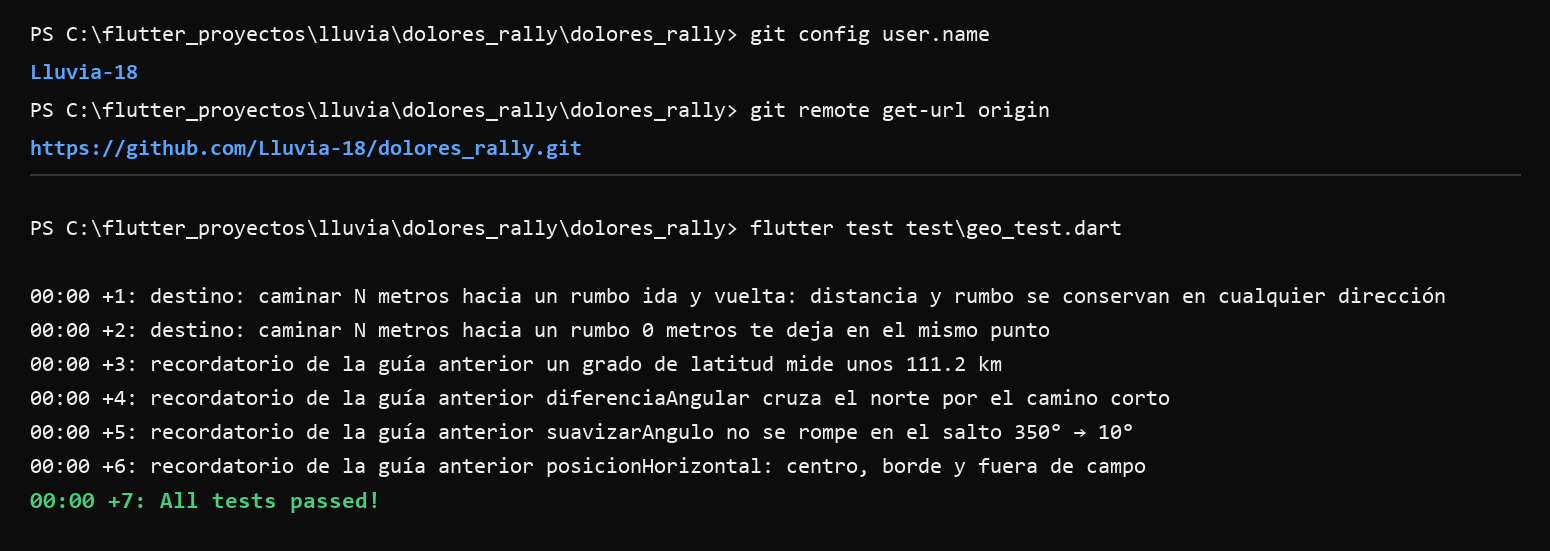 PS C:\flutter_proyectos\lluvia\dolores_rally\dolores_rally> git config user.name
Lluvia-18
PS C:\flutter_proyectos\lluvia\dolores_rally\dolores_rally> git remote get-url origin
https://github.com/Lluvia-18/dolores_rally.git
PS C:\flutter_proyectos\lluvia\dolores_rally\dolores_rally> flutter test test\geo_test.dart
00:00 +1: destino: caminar N metros hacia un rumbo ida y vuelta: distancia y rumbo se conservan en cualquier dirección
00:00 +2: destino: caminar N metros hacia un rumbo 0 metros te deja en el mismo punto
00:00 +3: recordatorio de la guía anterior un grado de latitud mide unos 111.2 km
00:00 +4: recordatorio de la guía anterior diferenciaAngular cruza el norte por el camino corto
00:00 +5: recordatorio de la guía anterior suavizarAngulo no se rompe en el salto 350° → 10°
00:00 +6: recordatorio de la guía anterior posicionHorizontal: centro, borde y fuera de campo
00:00 +7: All tests passed!